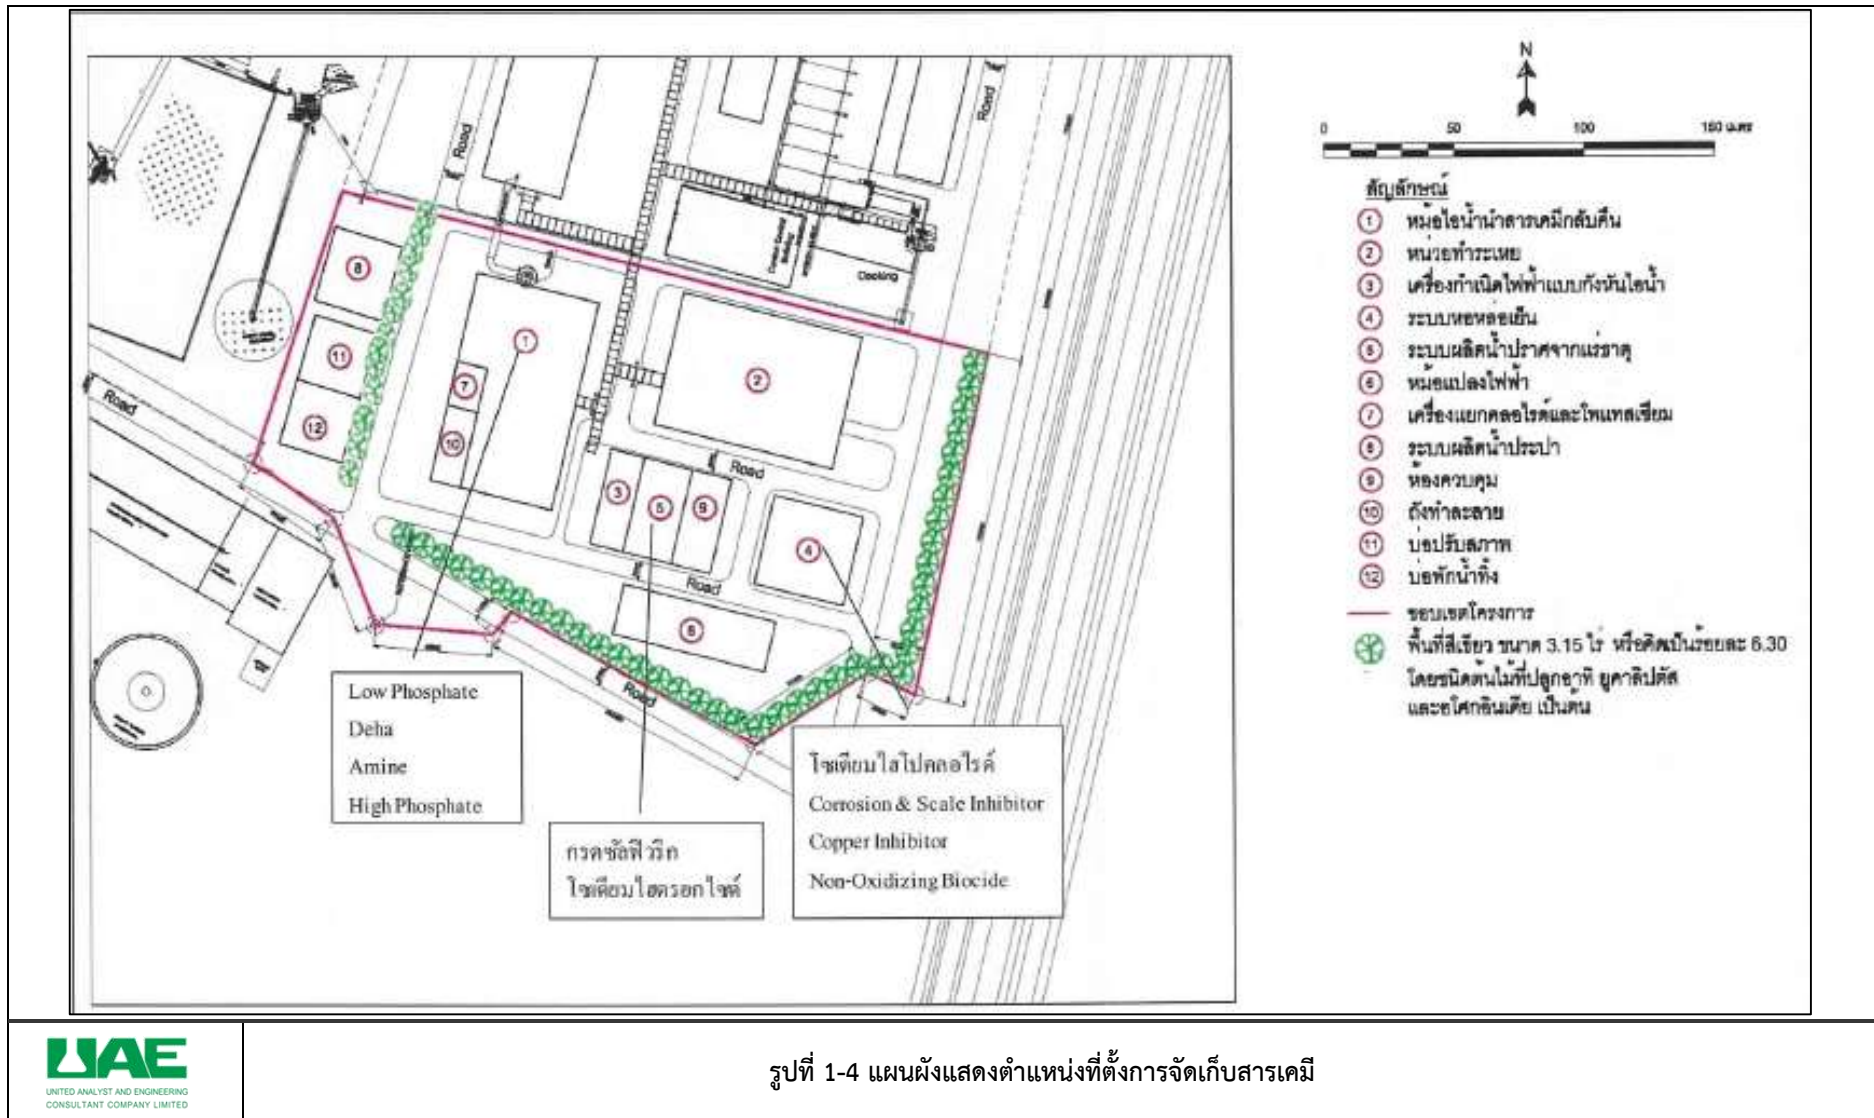 N
0 50 100 150 เมตร
สัญลักษณ์
1 หม้อไอน้ำนำสารเคมีกลับคืน
2 หน่วยทำระเหย
3 เครื่องกำเนิดไฟฟ้าแบบกังหันไอน้ำ
4 ระบบหอหล่อเย็น
5 ระบบผลิตน้ำปราศจากแร่ธาตุ
6 หม้อแปลงไฟฟ้า
7 เครื่องแยกคลอไรด์และโพแทสเซียม
8 ระบบผลิตน้ำประปา
9 ห้องควบคุม
10 ถังทำละลาย
11 บ่อปรับสภาพ
12 บ่อพักน้ำทิ้ง
ขอบเขตโครงการ
พื้นที่สีเขียว ขนาด 3.15 ไร่ หรือคิดเป็นร้อยละ 6.30
โดยชนิดต้นไม้ที่ปลูกอาทิ ยูคาลิปตัส
และอโศกอินเดีย เป็นต้น
Road
Road
Cooking
8
1
11
7
2
Road
12
10
Road
3
5
9
4
Road
6
Road
Low Phosphate
Deha
Amine
High Phosphate
กรดซัลฟิวริก
โซเดียมไฮดรอกไซด์
โซเดียมไฮโปคลอไรด์
Corrosion & Scale Inhibitor
Copper Inhibitor
Non-Oxidizing Biocide
UAE
UNITED ANALYST AND ENGINEERING
CONSULTANT COMPANY LIMITED
รูปที่ 1-4 แผนผังแสดงตำแหน่งที่ตั้งการจัดเก็บสารเคมี